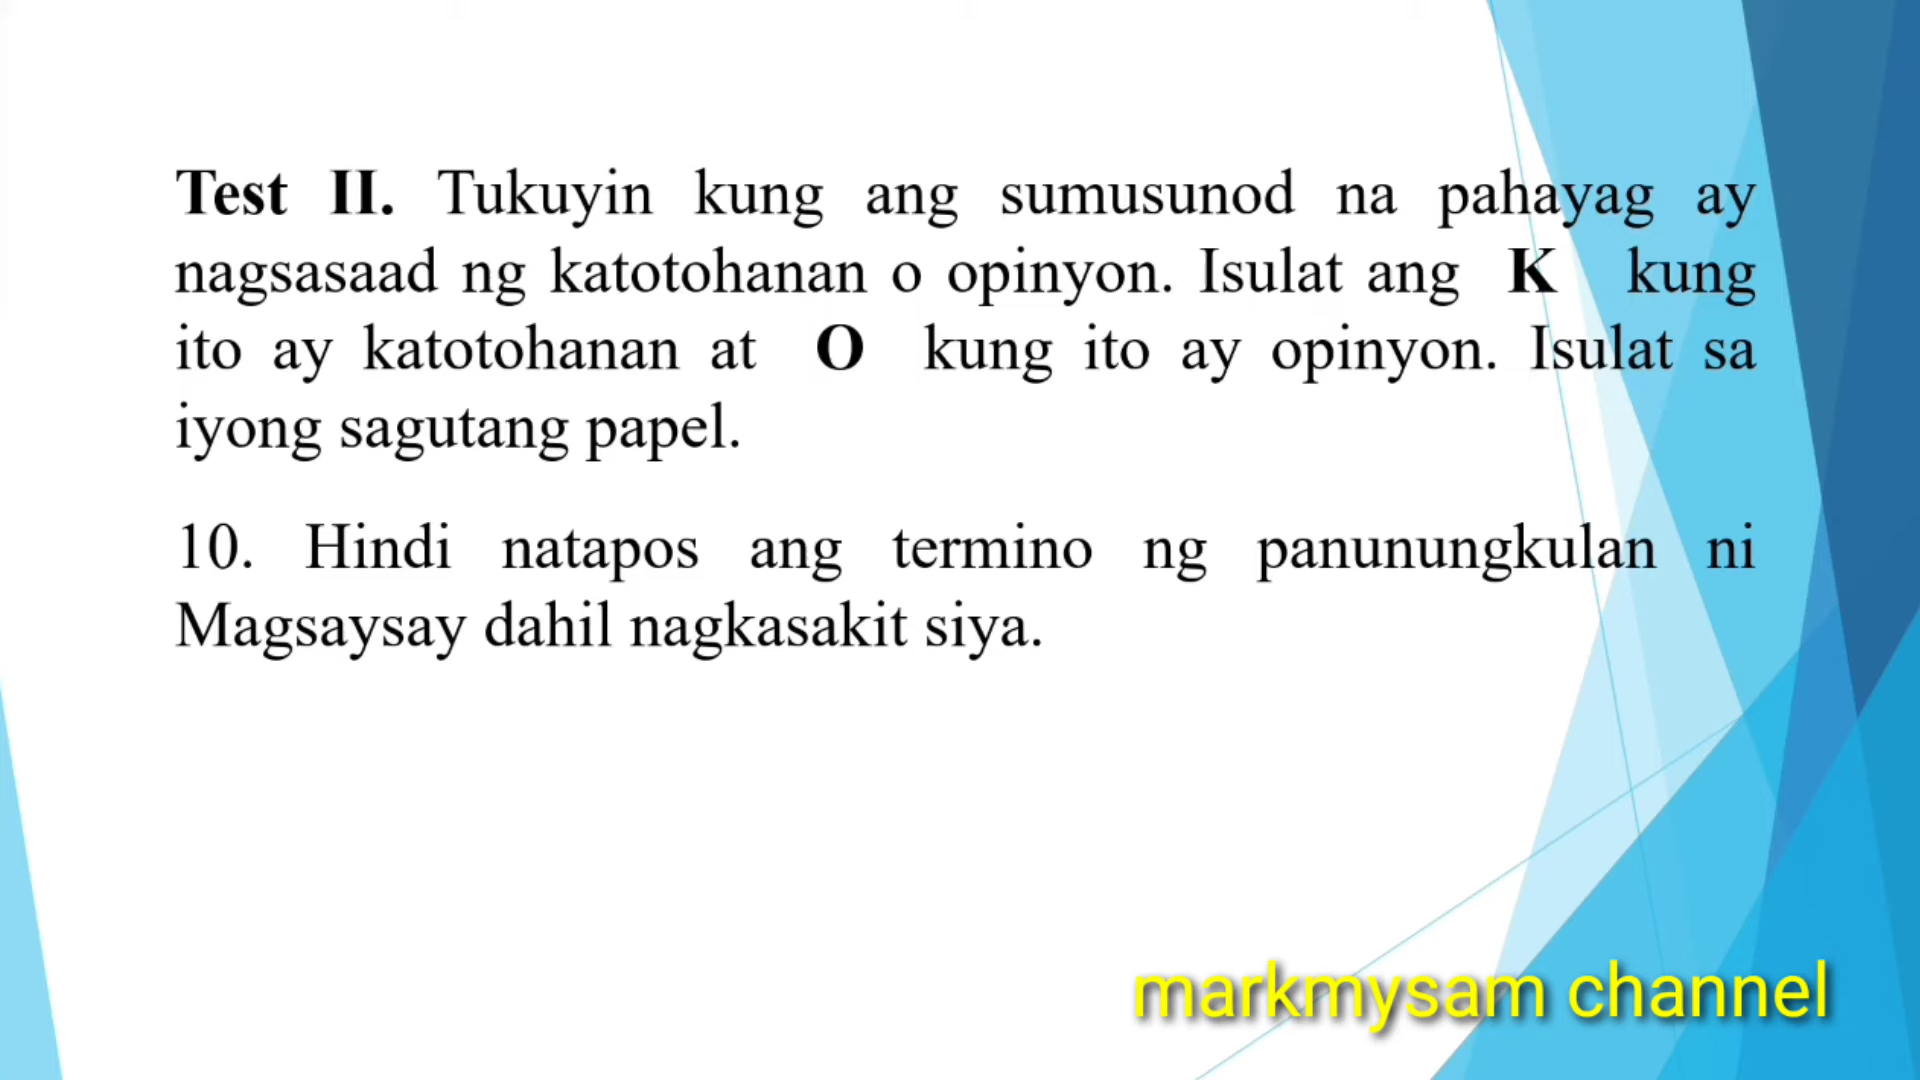 Test II. Tukuyin kung ang sumusunod na pahayag ay
nagsasaad ng katotohanan o opinyon. Isulat ang K kung
ito ay katotohanan at O kung ito ay opinyon. Isulat sa
iyong sagutang papel.
10. Hindi natapos ang termino ng panunungkulan ni
Magsaysay dahil nagkasakit siya.
markmysam channel